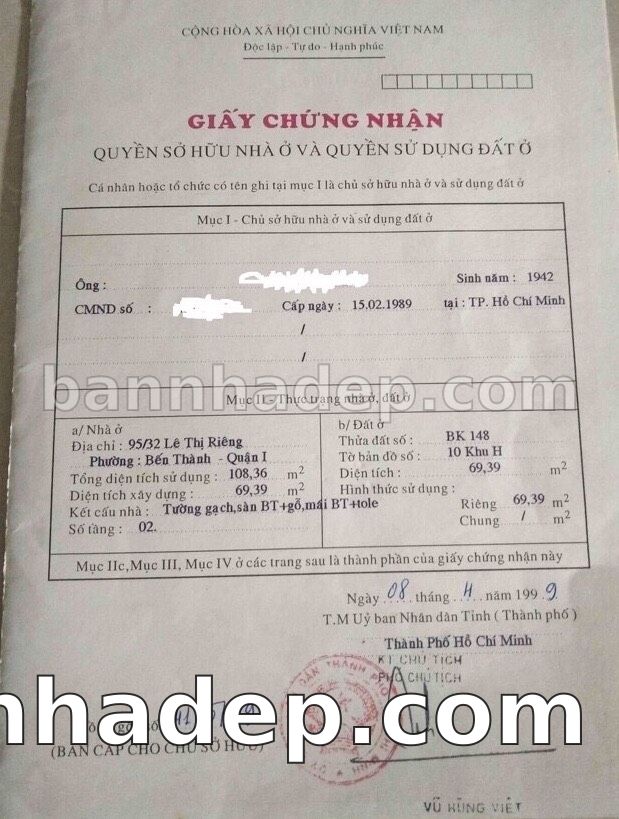 CỘNG HÒA XÃ HỘI CHỦ NGHĨA VIỆT NAM
Độc lập - Tự do - Hạnh phúc
GIẤY CHỨNG NHẬN
QUYỀN SỞ HỮU NHÀ Ở VÀ QUYỀN SỬ DỤNG ĐẤT Ở
Cá nhân hoặc tổ chức có tên ghi tại mục I là chủ sở hữu nhà ở và sử dụng đất ở
Mục I - Chủ sở hữu nhà ở và sử dụng đất ở
Ông : Sinh năm : 1942
CMND số : Cấp ngày : 15.02.1989 tại : TP. Hồ Chí Minh
/
/
bannhadep.com
Mục II - Thực trạng nhà ở, đất ở
a/ Nhà ở
Địa chỉ : 95/32 Lê Thị Riêng
Phường : Bến Thành - Quận I
Tổng diện tích sử dụng : 108,36 m2
Diện tích xây dựng : 69,39 m2
Kết cấu nhà : Tường gạch,sàn BT+gỗ,mái BT+tole
Số tầng : 02.
b/ Đất ở
Thửa đất số : BK 148
Tờ bản đồ số : 10 Khu H
Diện tích : 69,39 m2
Hình thức sử dụng :
Riêng 69,39 m2
Chung / m2
Mục IIc,Mục III, Mục IV ở các trang sau là thành phần của giấy chứng nhận này
Ngày 08 tháng 4 năm 1999
T.M Uỷ ban Nhân dân Tỉnh ( Thành phố )
Thành Phố Hồ Chí Minh
KT CHỦ TỊCH
PHÓ CHỦ TỊCH
nhadep.com
(BẢN CẤP CHO CHỦ SỞ HỮU)
VŨ HÙNG VIỆT